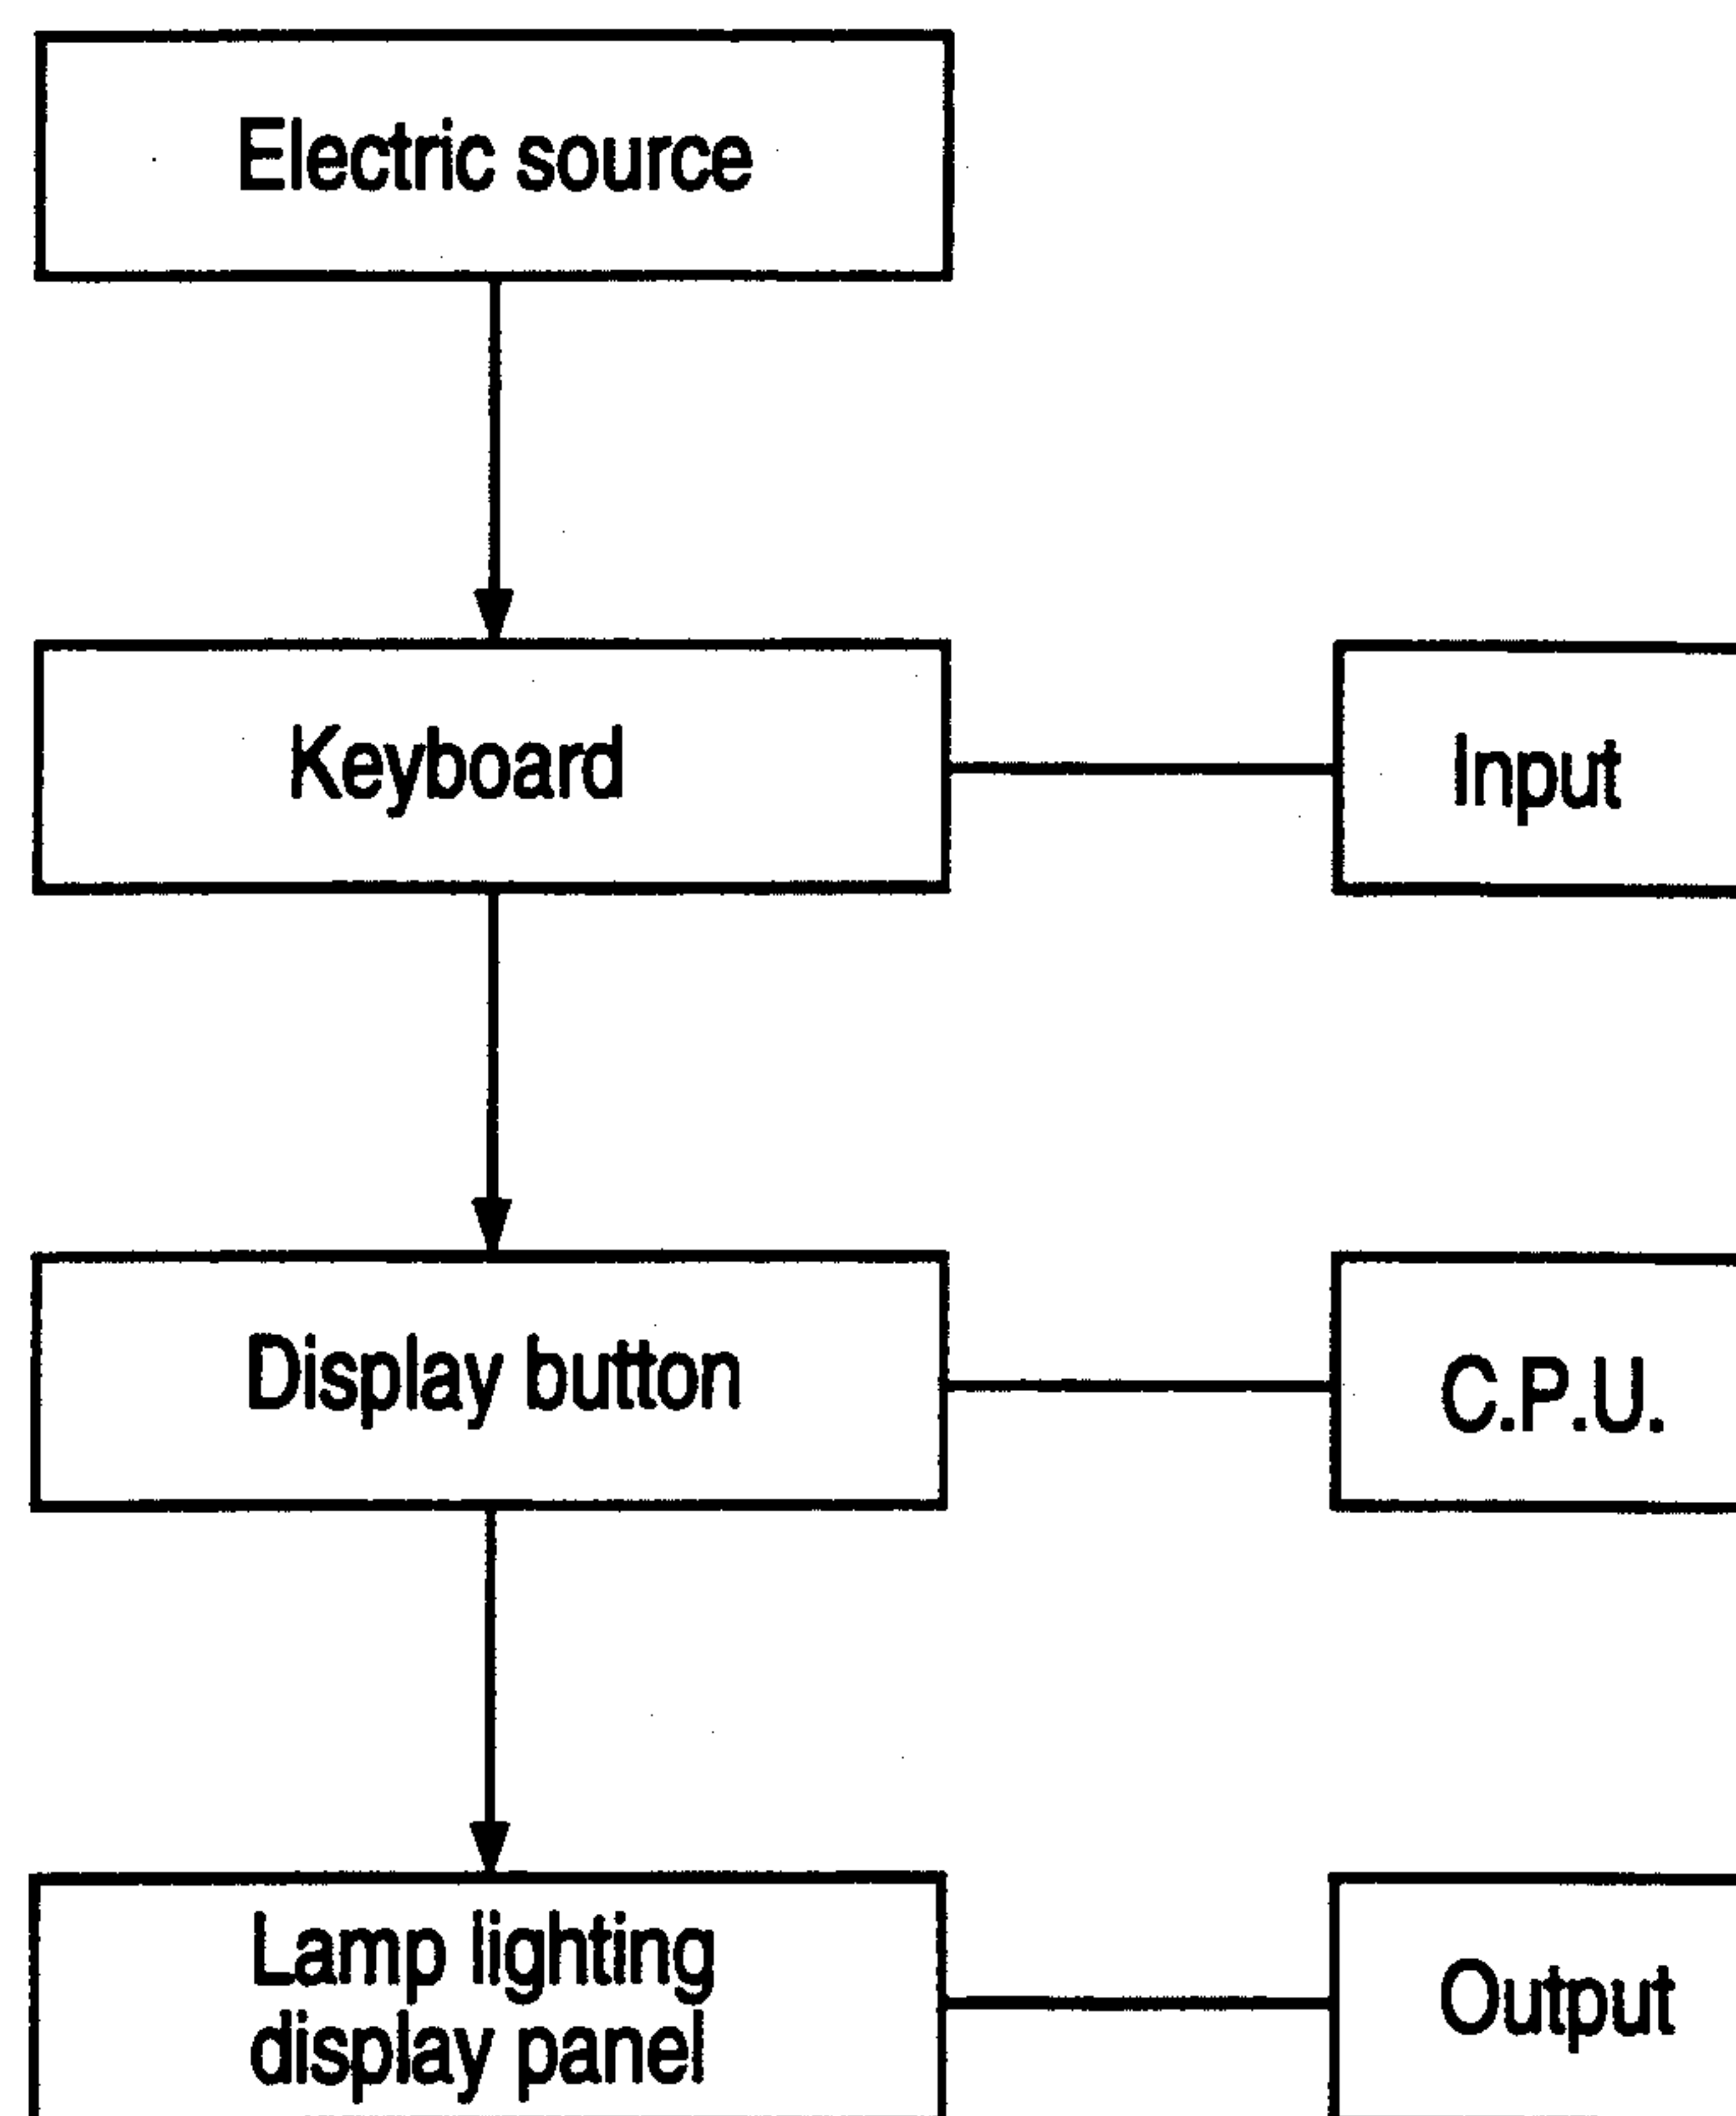 Electric source
Keyboard
Input
Display button
C.P.U.
Lamp lighting
display panel
Output